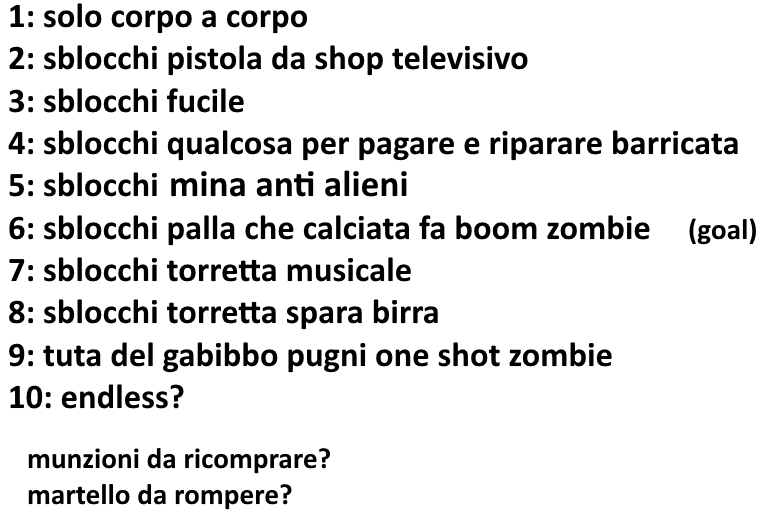 1: solo corpo a corpo
2: sblocchi pistola da shop televisivo
3: sblocchi fucile
4: sblocchi qualcosa per pagare e riparare barricata
5: sblocchi mina anti alieni
6: sblocchi palla che calciata fa boom zombie (goal)
7: sblocchi torretta musicale
8: sblocchi torretta spara birra
9: tuta del gabibbo pugni one shot zombie
10: endless?
munzioni da ricomprare?
martello da rompere?